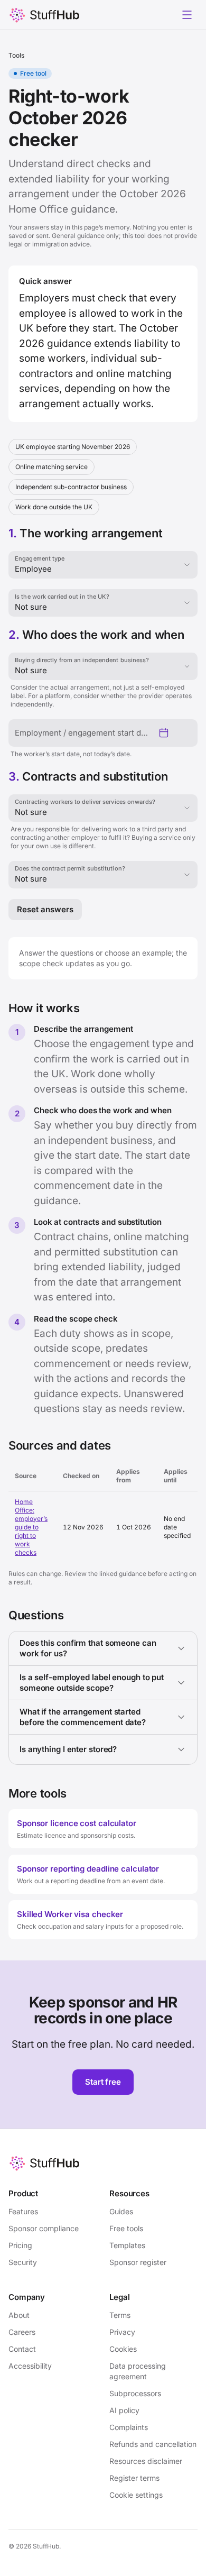 StuffHub
Tools
Free tool
Right-to-work
October 2026
checker
Understand direct checks and
extended liability for your working
arrangement under the October 2026
Home Office guidance.
Your answers stay in this page's memory. Nothing you enter is
saved or sent. General guidance only; this tool does not provide
legal or immigration advice.
Quick answer
Employers must check that every
employee is allowed to work in the
UK before they start. The October
2026 guidance extends liability to
some workers, individual sub-
contractors and online matching
services, depending on how the
arrangement actually works.
UK employee starting November 2026
Online matching service
Independent sub-contractor business
Work done outside the UK
1. The working arrangement
Engagement type
Employee
Is the work carried out in the UK?
Not sure
2. Who does the work and when
Buying directly from an independent business?
Not sure
Consider the actual arrangement, not just a self-employed
label. For a platform, consider whether the provider operates
independently.
Employment / engagement start d...
The worker's start date, not today's date.
3. Contracts and substitution
Contracting workers to deliver services onwards?
Not sure
Are you responsible for delivering work to a third party and
contracting another employer to fulfil it? Buying a service only
for your own use is different.
Does the contract permit substitution?
Not sure
Reset answers
Answer the questions or choose an example; the
scope check updates as you go.
How it works
1
Describe the arrangement
Choose the engagement type and
confirm the work is carried out in
the UK. Work done wholly
overseas is outside the scheme.
2
Check who does the work and when
Say whether you buy directly from
an independent business, and
give the start date. The start date
is compared with the
commencement date in the
guidance.
3
Look at contracts and substitution
Contract chains, online matching
and permitted substitution can
bring extended liability, judged
from the date that arrangement
was entered into.
4
Read the scope check
Each duty shows as in scope,
outside scope, predates
commencement or needs review,
with the actions and records the
guidance expects. Unanswered
questions stay as needs review.
Sources and dates
Source Checked on Applies from Applies until
Home Office: employer's guide to right to work checks 12 Nov 2026 1 Oct 2026 No end date specified
Rules can change. Review the linked guidance before acting on
a result.
Questions
Does this confirm that someone can
work for us?
Is a self-employed label enough to put
someone outside scope?
What if the arrangement started
before the commencement date?
Is anything I enter stored?
More tools
Sponsor licence cost calculator
Estimate licence and sponsorship costs.
Sponsor reporting deadline calculator
Work out a reporting deadline from an event date.
Skilled Worker visa checker
Check occupation and salary inputs for a proposed role.
Keep sponsor and HR
records in one place
Start on the free plan. No card needed.
Start free
StuffHub
Product
Features
Sponsor compliance
Pricing
Security
Resources
Guides
Free tools
Templates
Sponsor register
Company
About
Careers
Contact
Accessibility
Legal
Terms
Privacy
Cookies
Data processing
agreement
Subprocessors
AI policy
Complaints
Refunds and cancellation
Resources disclaimer
Register terms
Cookie settings
© 2026 StuffHub.